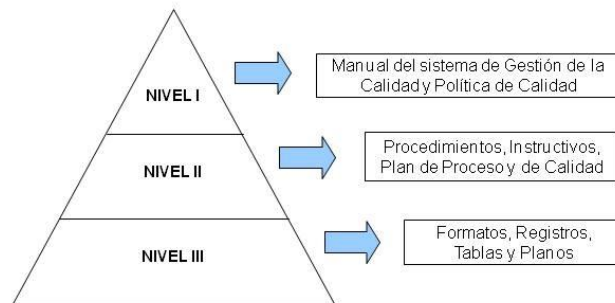 NIVEL I
Manual del sistema de Gestión de la
Calidad y Política de Calidad
NIVEL II
Procedimientos, Instructivos,
Plan de Proceso y de Calidad
NIVEL III
Formatos, Registros,
Tablas y Planos